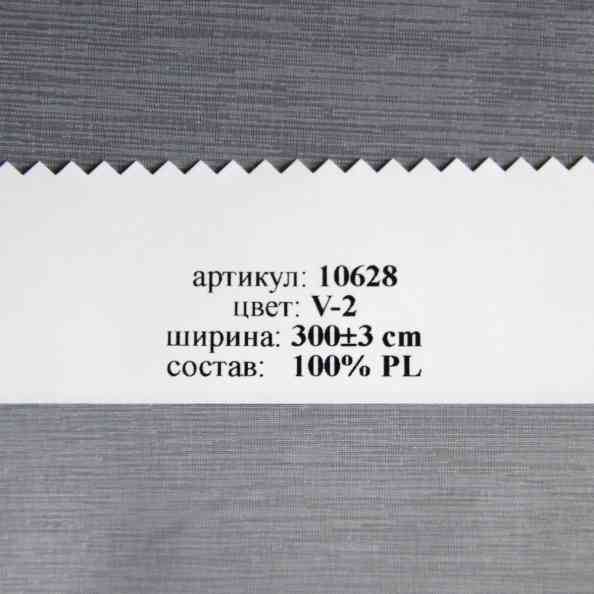 артикул: 10628
цвет: V-2
ширина: 300±3 cm
состав: 100% PL